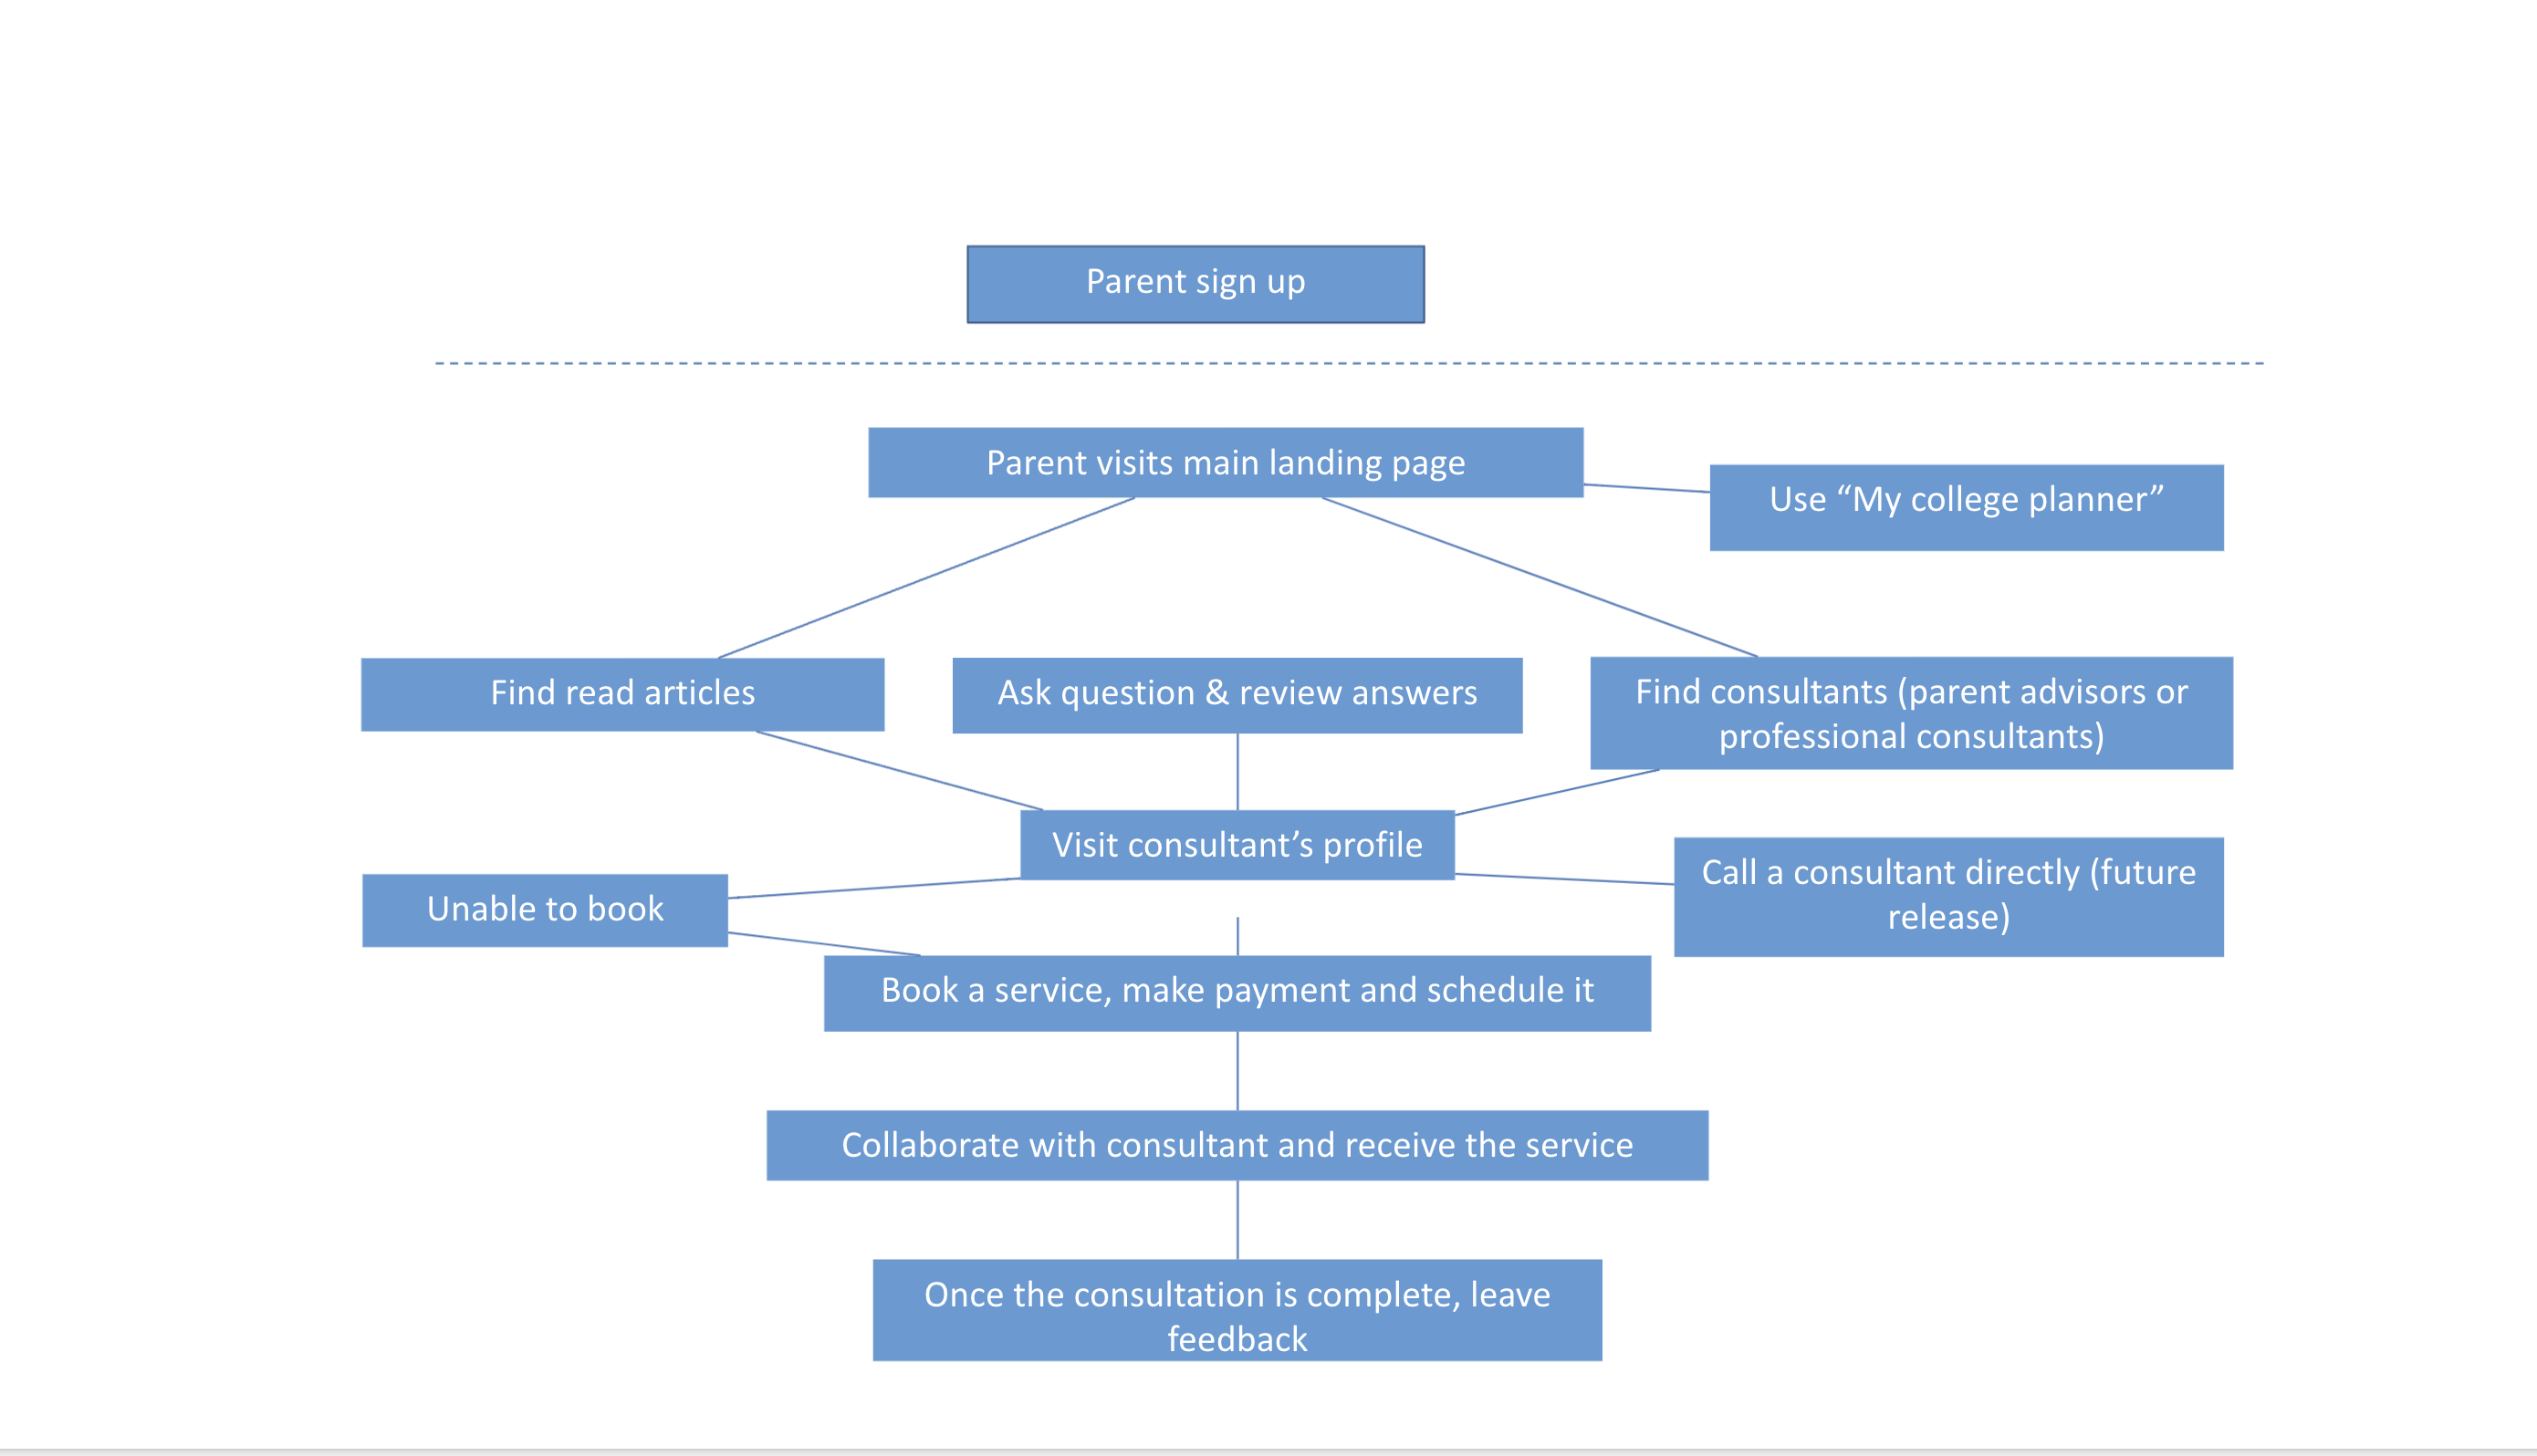 Parent sign up
Parent visits main landing page
Use “My college planner”
Find read articles
Ask question & review answers
Find consultants (parent advisors or
professional consultants)
Visit consultant’s profile
Call a consultant directly (future
release)
Unable to book
Book a service, make payment and schedule it
Collaborate with consultant and receive the service
Once the consultation is complete, leave
feedback